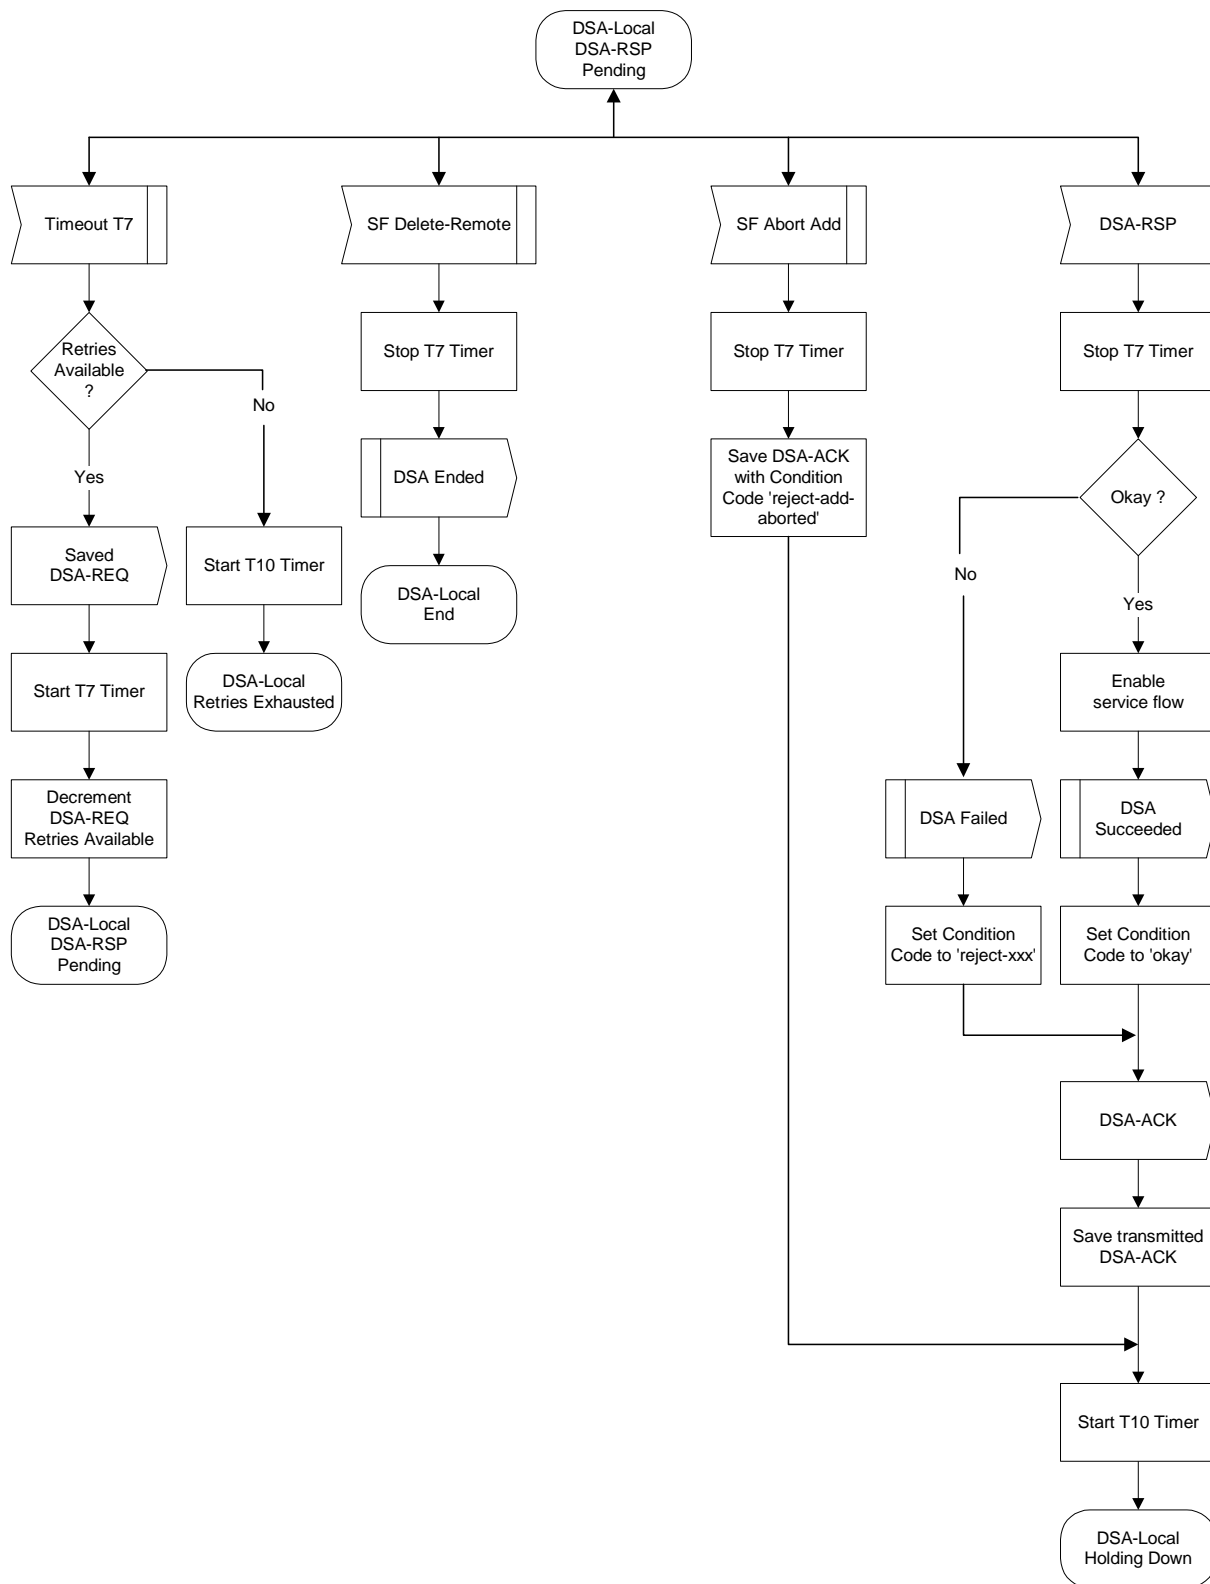 DSA-Local
DSA-RSP
Pending
Timeout T7
SF Delete-Remote
SF Abort Add
DSA-RSP
Retries
Available
?
No
Yes
Stop T7 Timer
Stop T7 Timer
Stop T7 Timer
DSA Ended
Save DSA-ACK
with Condition
Code 'reject-add-
aborted'
Okay ?
No
Yes
Saved
DSA-REQ
Start T10 Timer
DSA-Local
End
Start T7 Timer
DSA-Local
Retries Exhausted
Enable
service flow
Decrement
DSA-REQ
Retries Available
DSA Failed
DSA
Succeeded
DSA-Local
DSA-RSP
Pending
Set Condition
Code to 'reject-xxx'
Set Condition
Code to 'okay'
DSA-ACK
Save transmitted
DSA-ACK
Start T10 Timer
DSA-Local
Holding Down